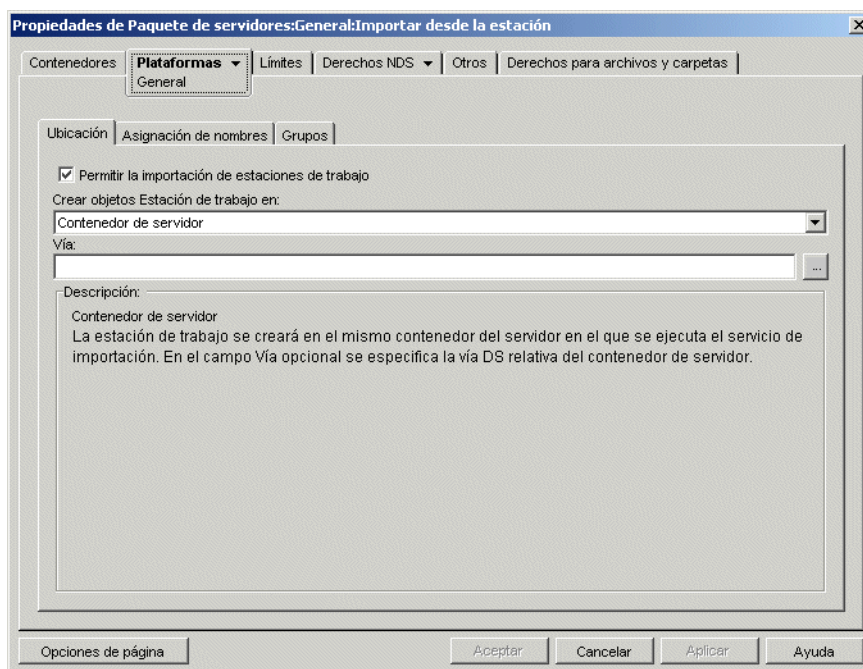 Propiedades de Paquete de servidores:General:Importar desde la estación
Contenedores Plataformas Límites Derechos NDS Otros Derechos para archivos y carpetas
General
Ubicación Asignación de nombres Grupos
Permitir la importación de estaciones de trabajo
Crear objetos Estación de trabajo en:
Contenedor de servidor
Vía:
...
Descripción:
Contenedor de servidor
La estación de trabajo se creará en el mismo contenedor del servidor en el que se ejecuta el servicio de
importación. En el campo Vía opcional se especifica la vía DS relativa del contenedor de servidor.
Opciones de página Aceptar Cancelar Aplicar Ayuda